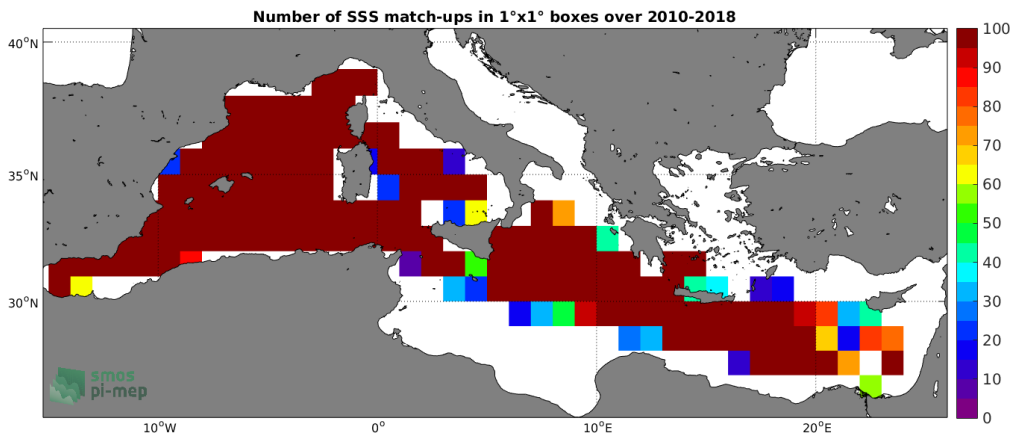 Number of SSS match-ups in 1°x1° boxes over 2010-2018
40°N
35°N
30°N
10°W
0°
10°E
20°E
100
90
80
70
60
50
40
30
20
10
0
smos
pi-mep